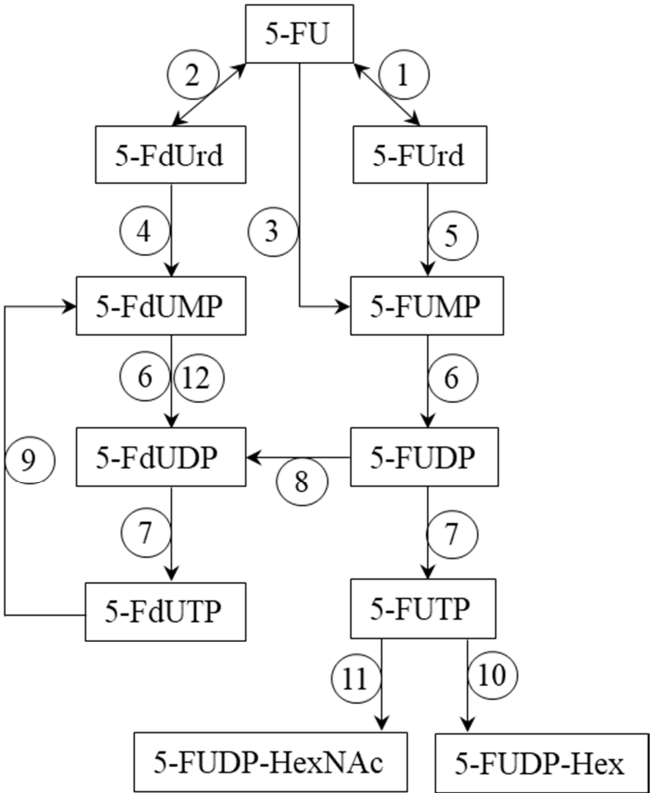 5-FU
2 1
5-FdUrd 5-FUrd
4 3 5
5-FdUMP 5-FUMP
6 12 6
5-FdUDP 5-FUDP
9 8
7 7
5-FdUTP 5-FUTP
11 10
5-FUDP-HexNAc 5-FUDP-Hex